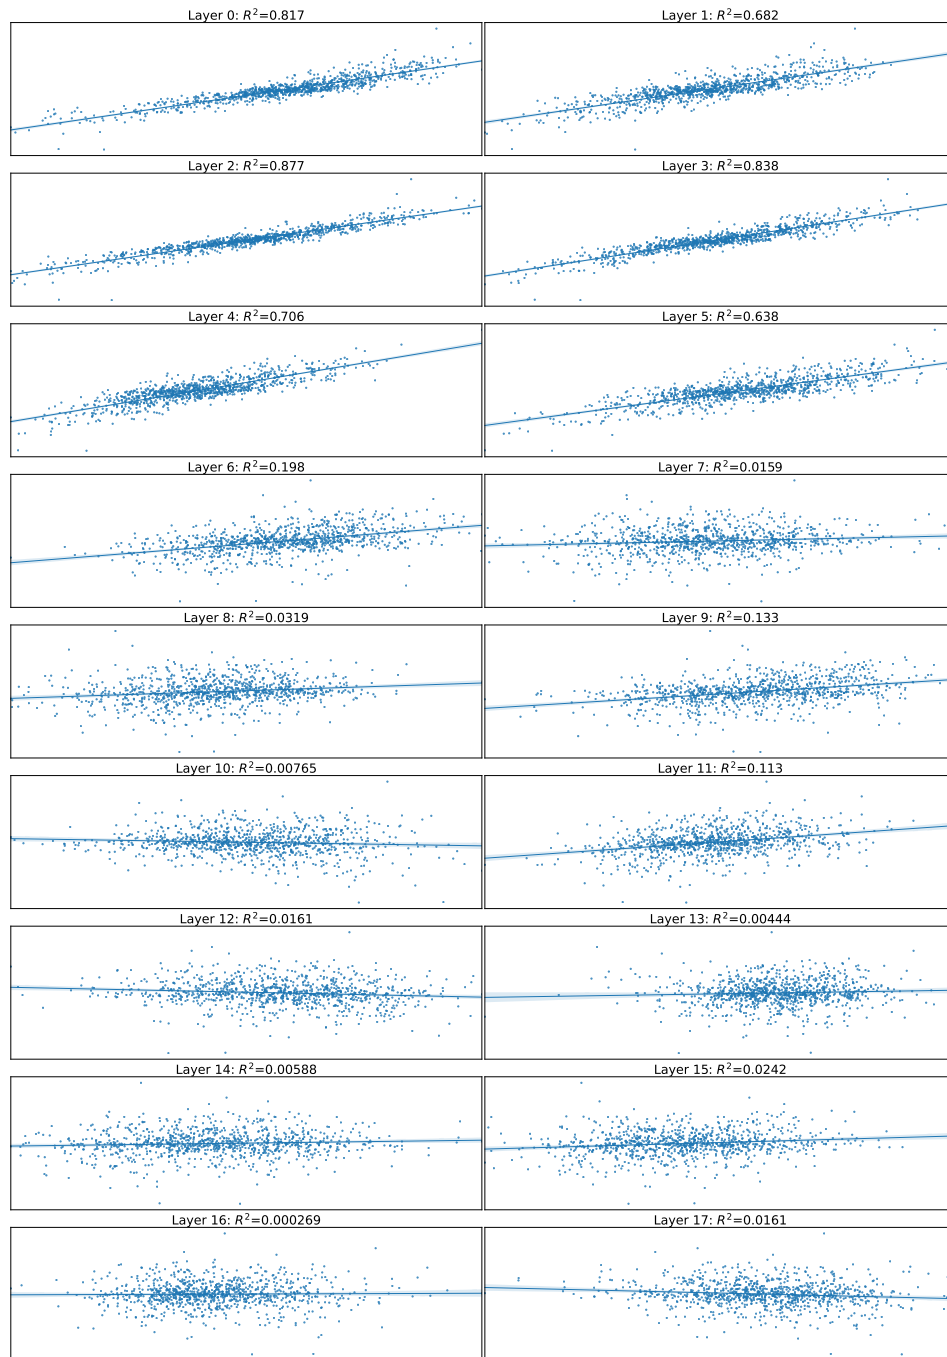 Layer 0: R²=0.817
Layer 1: R²=0.682
Layer 2: R²=0.877
Layer 3: R²=0.838
Layer 4: R²=0.706
Layer 5: R²=0.638
Layer 6: R²=0.198
Layer 7: R²=0.0159
Layer 8: R²=0.0319
Layer 9: R²=0.133
Layer 10: R²=0.00765
Layer 11: R²=0.113
Layer 12: R²=0.0161
Layer 13: R²=0.00444
Layer 14: R²=0.00588
Layer 15: R²=0.0242
Layer 16: R²=0.000269
Layer 17: R²=0.0161